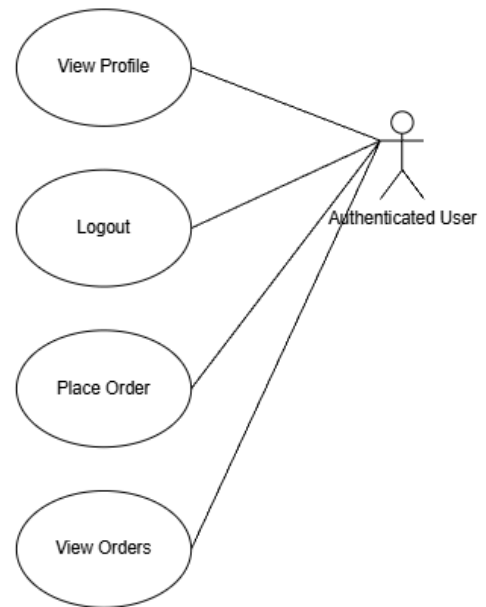 View Profile
Logout
Authenticated User
Place Order
View Orders